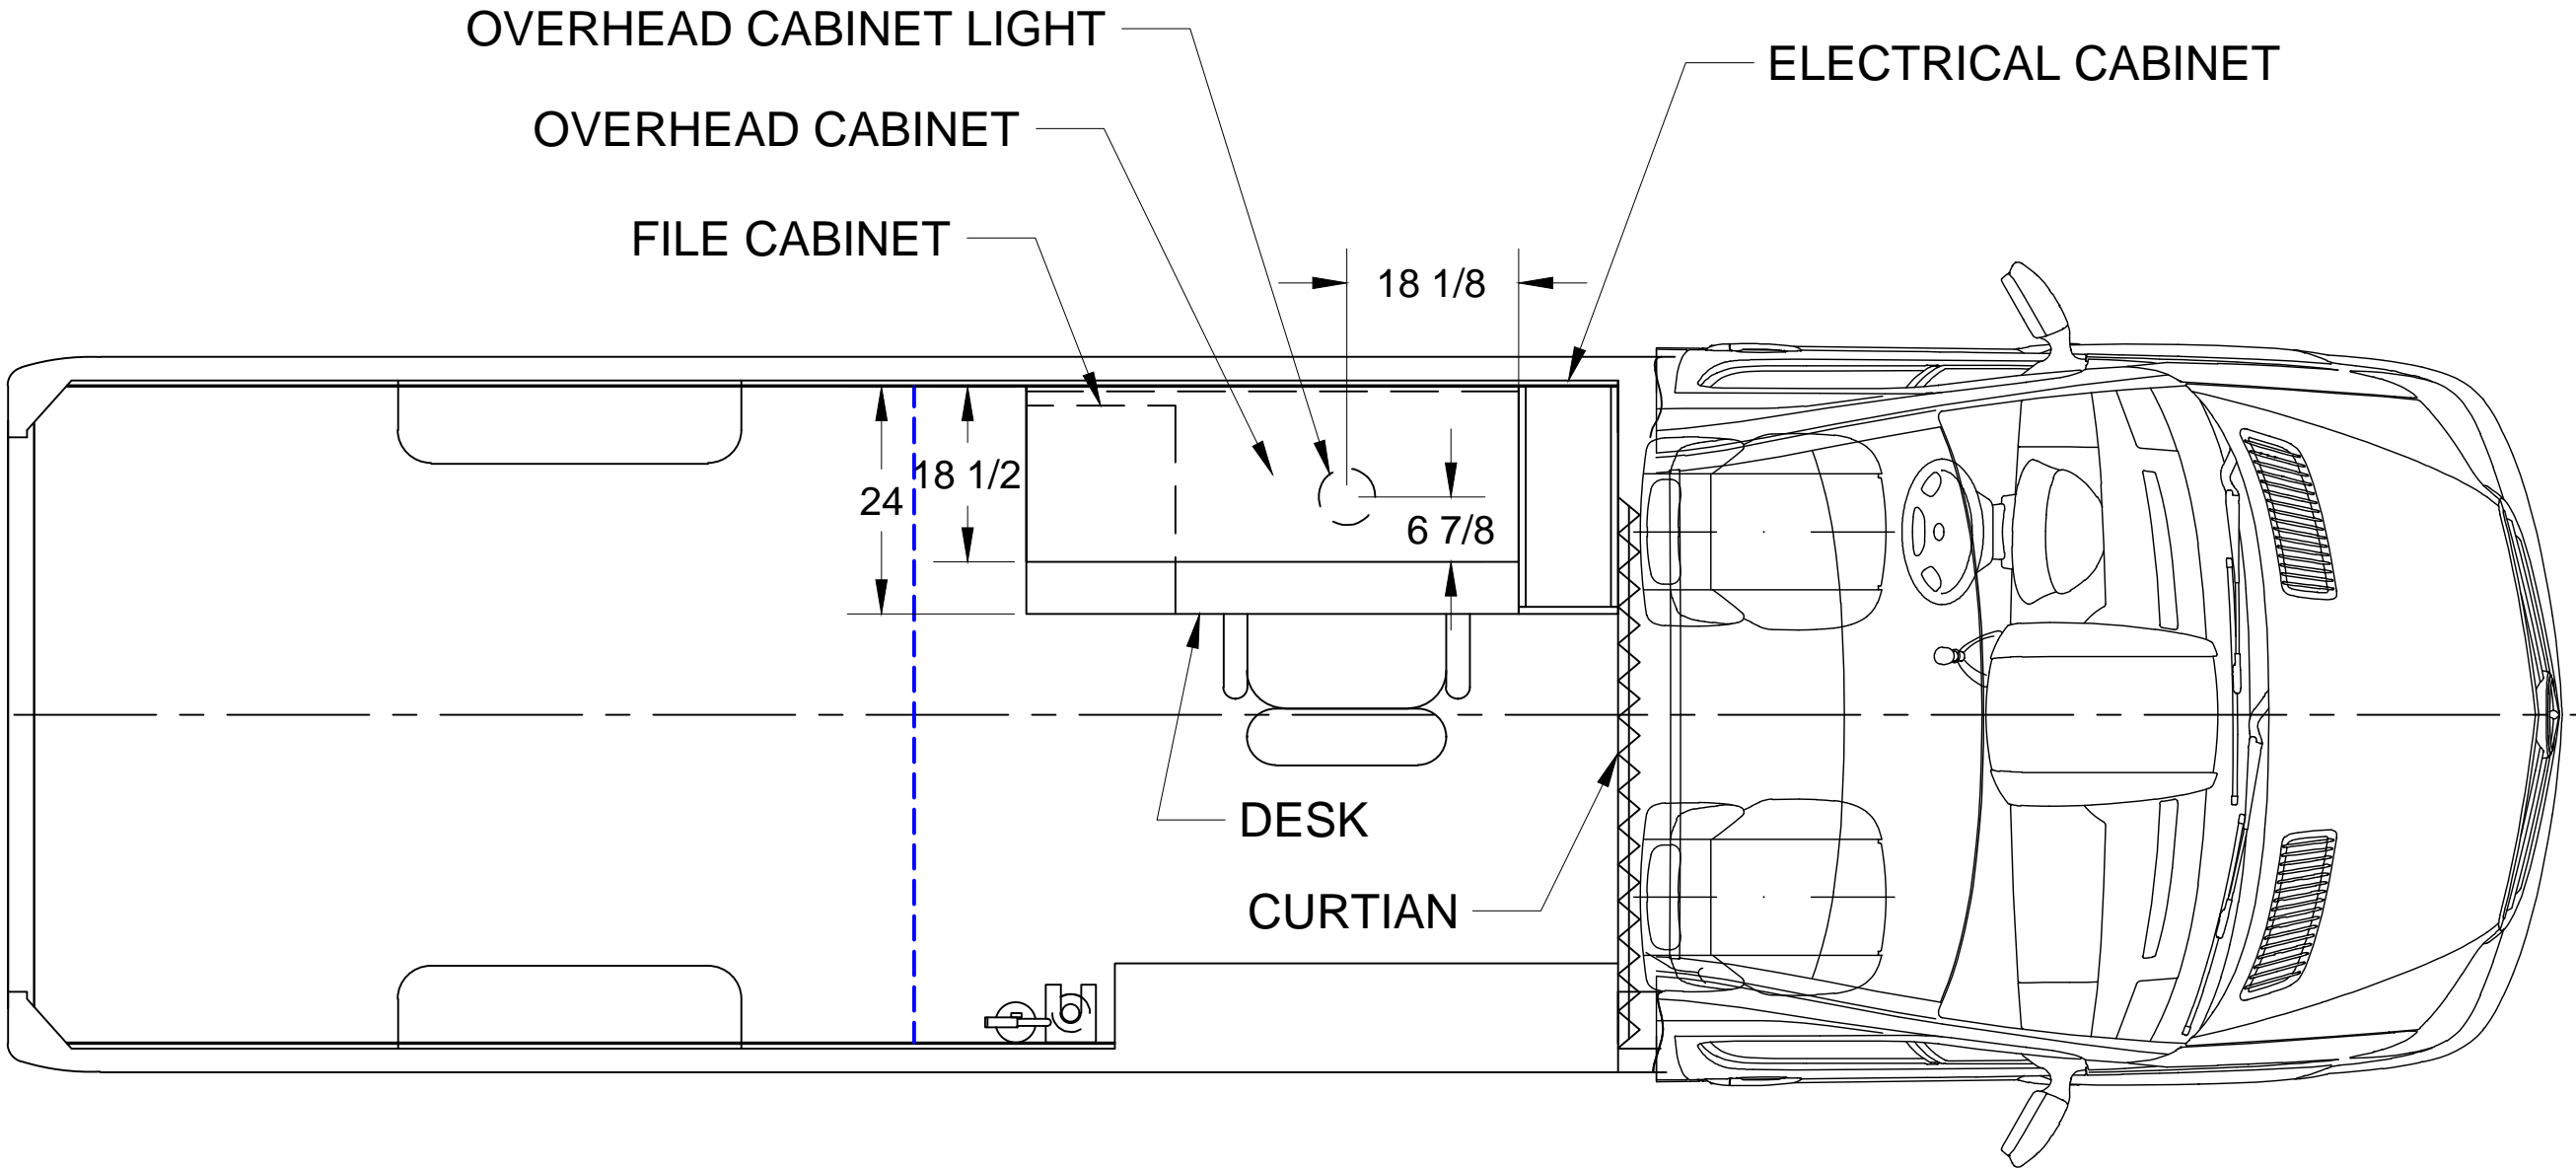 OVERHEAD CABINET LIGHT
ELECTRICAL CABINET
OVERHEAD CABINET
FILE CABINET
18 1/8
18 1/2
24
6 7/8
DESK
CURTIAN